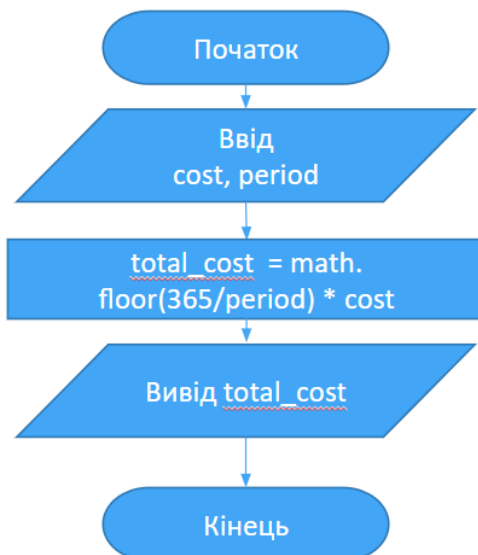 Початок
Ввід
cost, period
total_cost = math.
floor(365/period) * cost
Вивід total_cost
Кінець